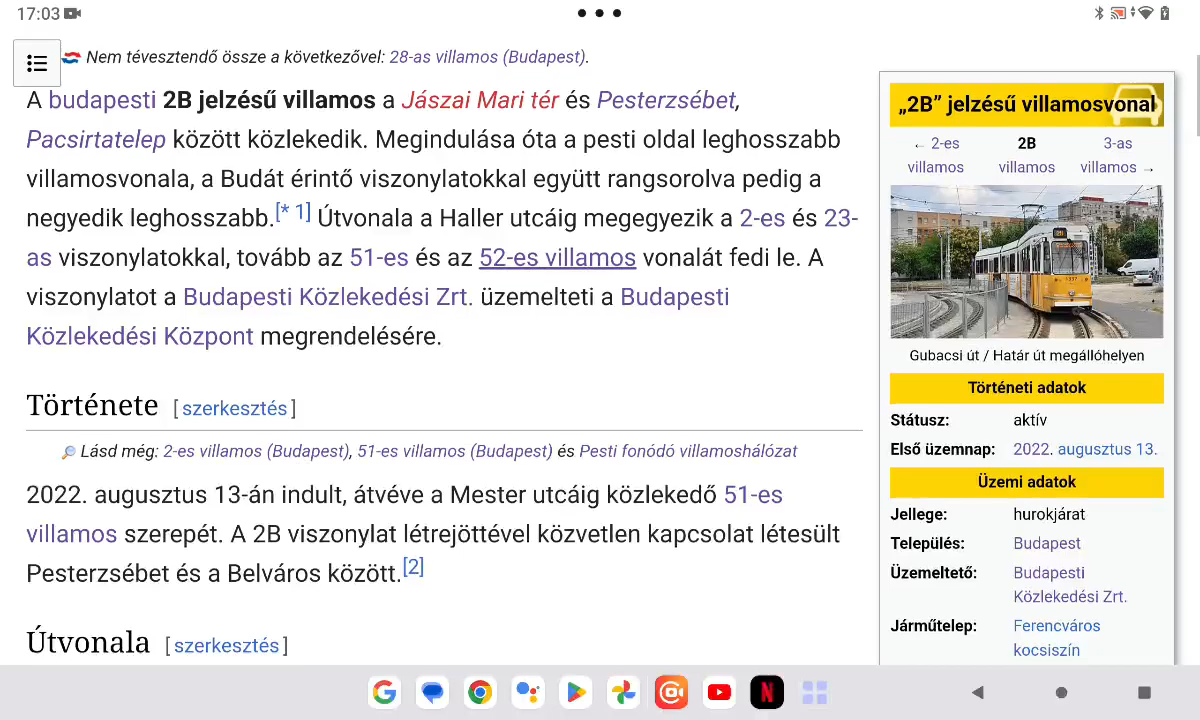 17:03
Nem tévesztendő össze a következővel: 28-as villamos (Budapest).
A budapesti 2B jelzésű villamos a Jászai Mari tér és Pesterzsébet,
Pacsirtatelep között közlekedik. Megindulása óta a pesti oldal leghosszabb
villamosvonala, a Budát érintő viszonylatokkal együtt rangsorolva pedig a
negyedik leghosszabb.[* 1] Útvonala a Haller utcáig megegyezik a 2-es és 23-
as viszonylatokkal, tovább az 51-es és az 52-es villamos vonalát fedi le. A
viszonylatot a Budapesti Közlekedési Zrt. üzemelteti a Budapesti
Közlekedési Központ megrendelésére.
Története [szerkesztés]
Lásd még: 2-es villamos (Budapest), 51-es villamos (Budapest) és Pesti fonódó villamoshálózat
2022. augusztus 13-án indult, átvéve a Mester utcáig közlekedő 51-es
villamos szerepét. A 2B viszonylat létrejöttével közvetlen kapcsolat létesült
Pesterzsébet és a Belváros között.[2]
Útvonala [szerkesztés]
„2B” jelzésű villamosvonal
← 2-es villamos
2B villamos
3-as villamos →
Gubacsi út / Határ út megállóhelyen
Történeti adatok
Státusz: aktív
Első üzemnap: 2022. augusztus 13.
Üzemi adatok
Jellege: hurokjárat
Település: Budapest
Üzemeltető: Budapesti
Közlekedési Zrt.
Járműtelep: Ferencváros
kocsiszín